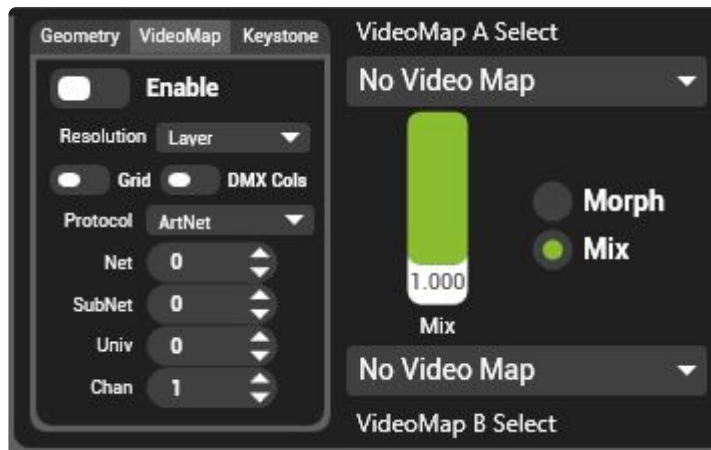 Geometry VideoMap Keystone
Enable
Resolution Layer
Grid DMX Cols
Protocol ArtNet
Net 0
SubNet 0
Univ 0
Chan 1
VideoMap A Select
No Video Map
Morph
Mix
1.000
Mix
No Video Map
VideoMap B Select